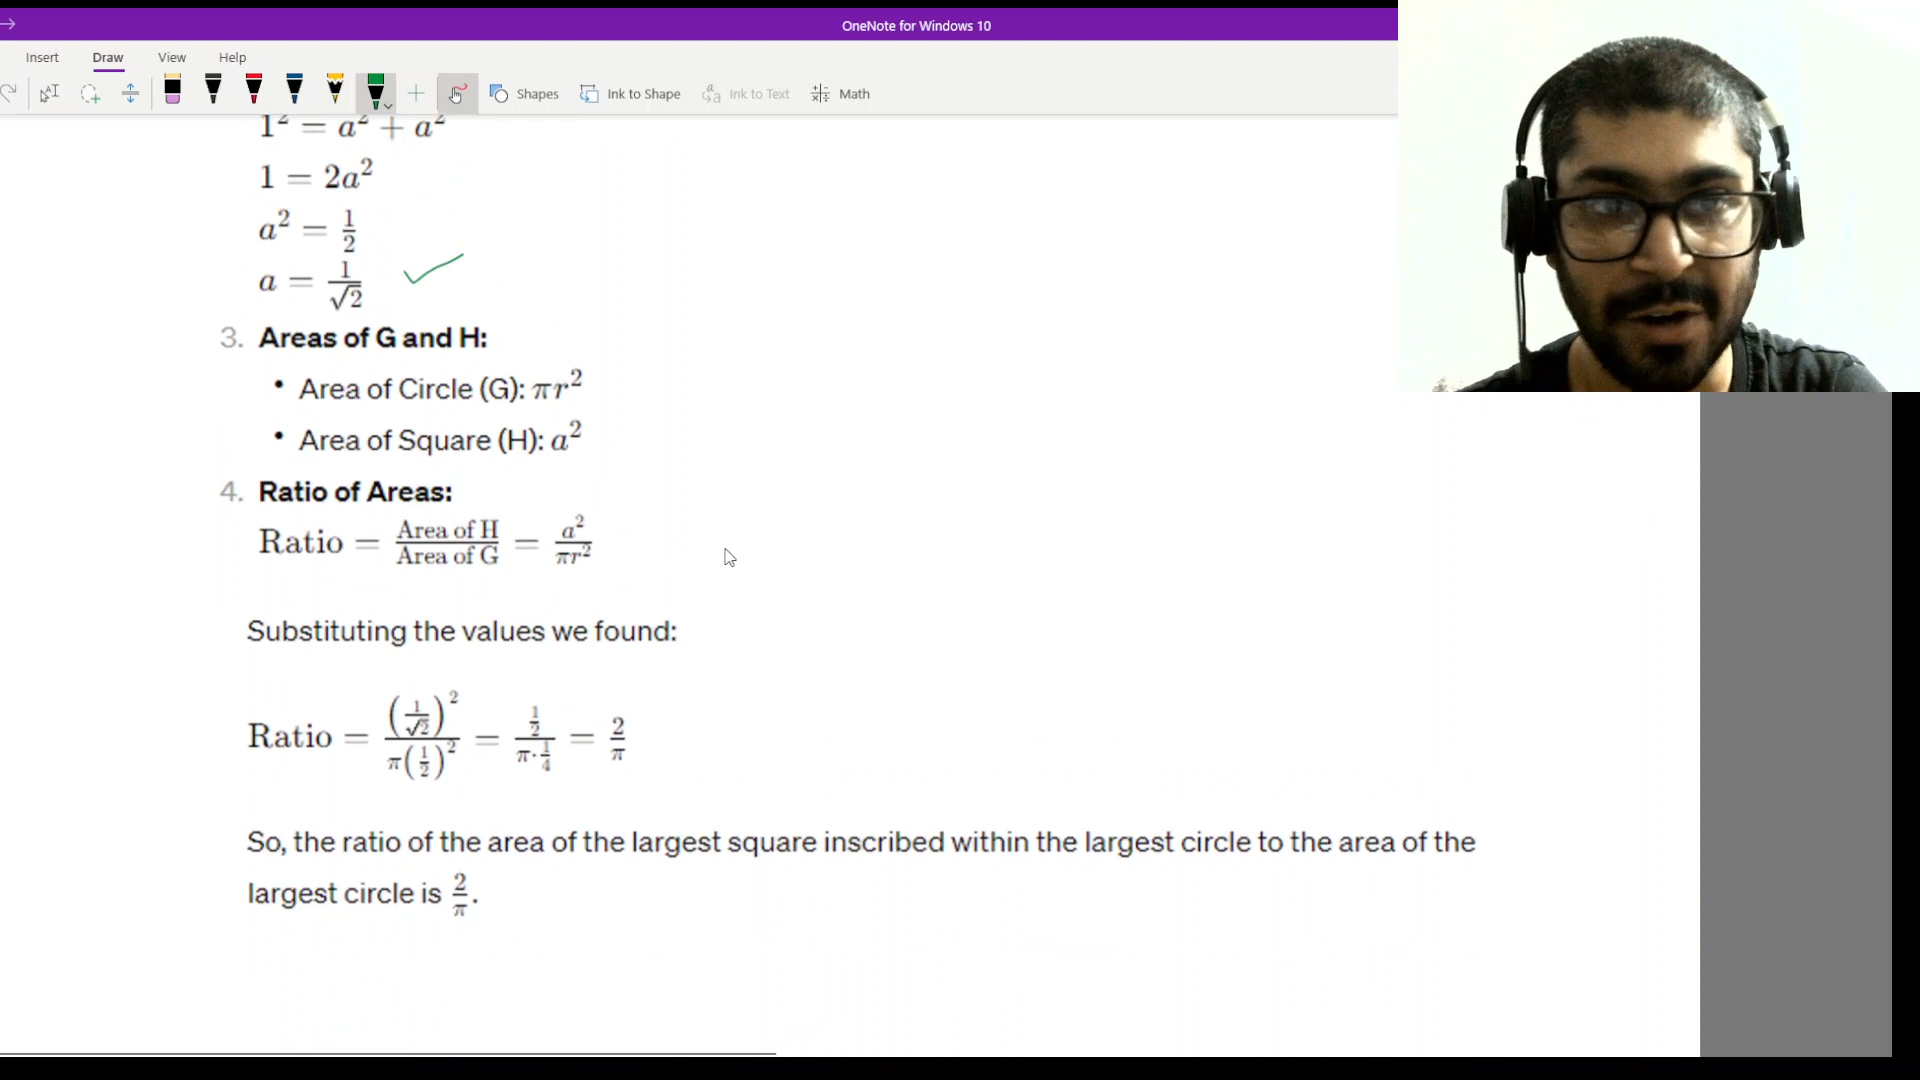 OneNote for Windows 10
Insert Draw View Help
Shapes Ink to Shape Ink to Text Math
1² = a² + a²
1 = 2a²
a² = 1/2
a = 1/√2
3. Areas of G and H:
• Area of Circle (G): πr²
• Area of Square (H): a²
4. Ratio of Areas:
Ratio = Area of H/Area of G = a²/πr²
Substituting the values we found:
Ratio = (1/√2)²/π(1/2)² = 1/2/π·1/4 = 2/π
So, the ratio of the area of the largest square inscribed within the largest circle to the area of the
largest circle is 2/π.